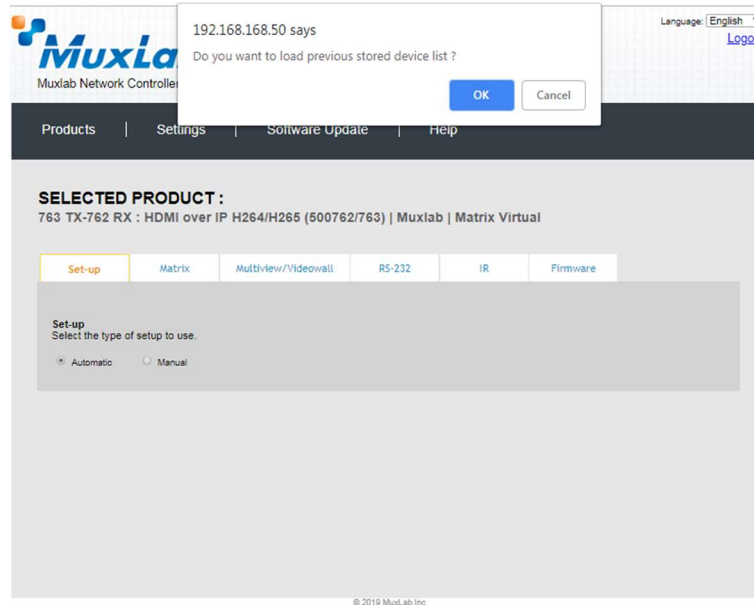 192.168.168.50 says
Do you want to load previous stored device list ?
OK Cancel
Language: English
Logo
MuxLa
Muxlab Network Controller
Products | Settings | Software Update | Help
SELECTED PRODUCT :
763 TX-762 RX : HDMI over IP H264/H265 (500762/763) | Muxlab | Matrix Virtual
Set-up Matrix Multiview/Videowall RS-232 IR Firmware
Set-up
Select the type of setup to use.
Automatic Manual
© 2019 MuxLab Inc